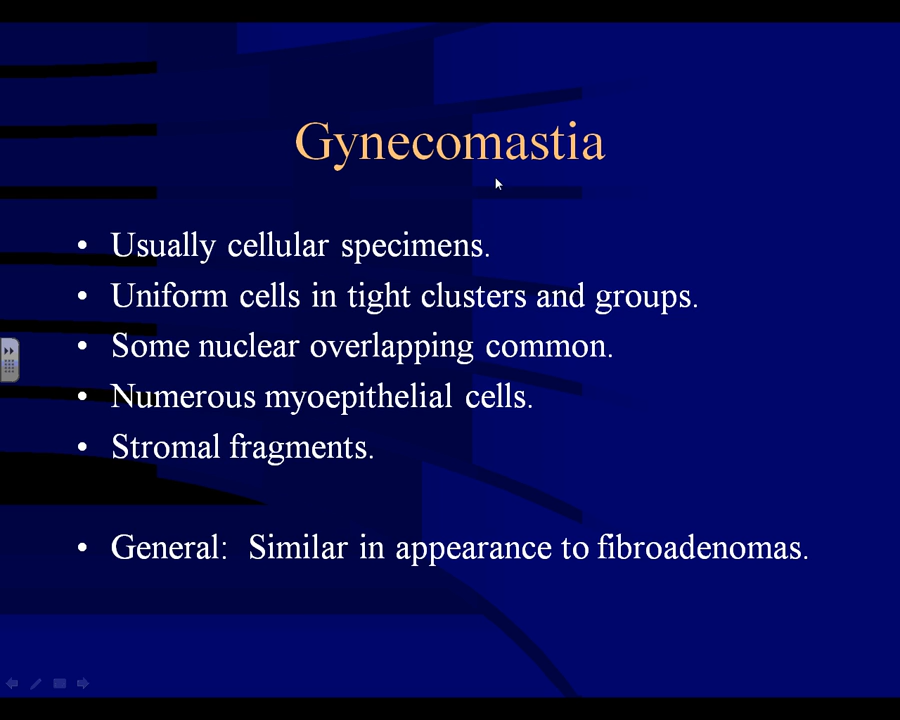 Gynecomastia
• Usually cellular specimens.
• Uniform cells in tight clusters and groups.
• Some nuclear overlapping common.
• Numerous myoepithelial cells.
• Stromal fragments.
• General: Similar in appearance to fibroadenomas.